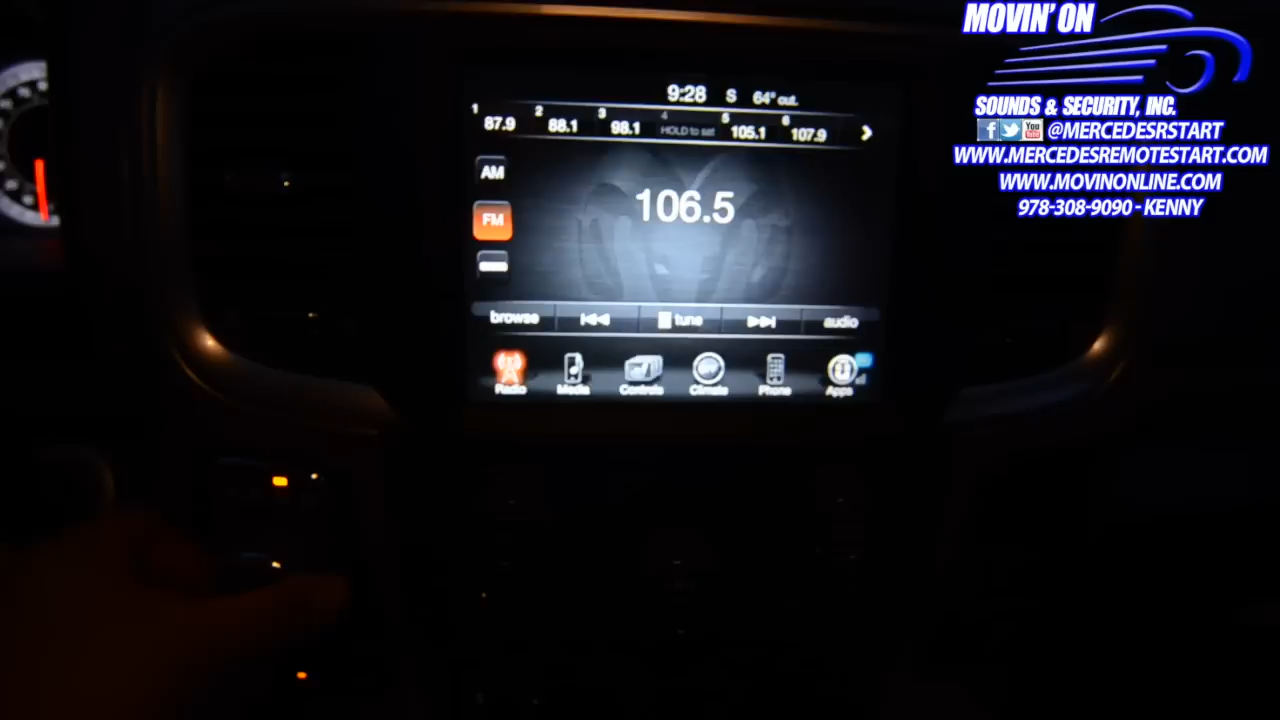 MOVIN' ON
SOUNDS & SECURITY, INC.
f You @MERCEDESRSTART
WWW.MERCEDESREMOTESTART.COM
WWW.MOVINONLINE.COM
978-308-9090 - KENNY
9:28 S 64° out.
1 2 3 4 5 6
87.9 88.1 98.1 HOLD to set 105.1 107.9
AM
106.5
FM
browse tune audio
Radio Media Controls Climate Phone Apps